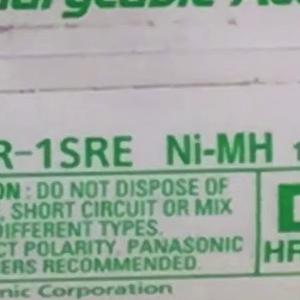 R-1SRE Ni-MH
ON : DO NOT DISPOSE OF
, SHORT CIRCUIT OR MIX
DIFFERENT TYPES.
CT POLARITY, PANASONIC
ERS RECOMMENDED.
HR
nic Corporation